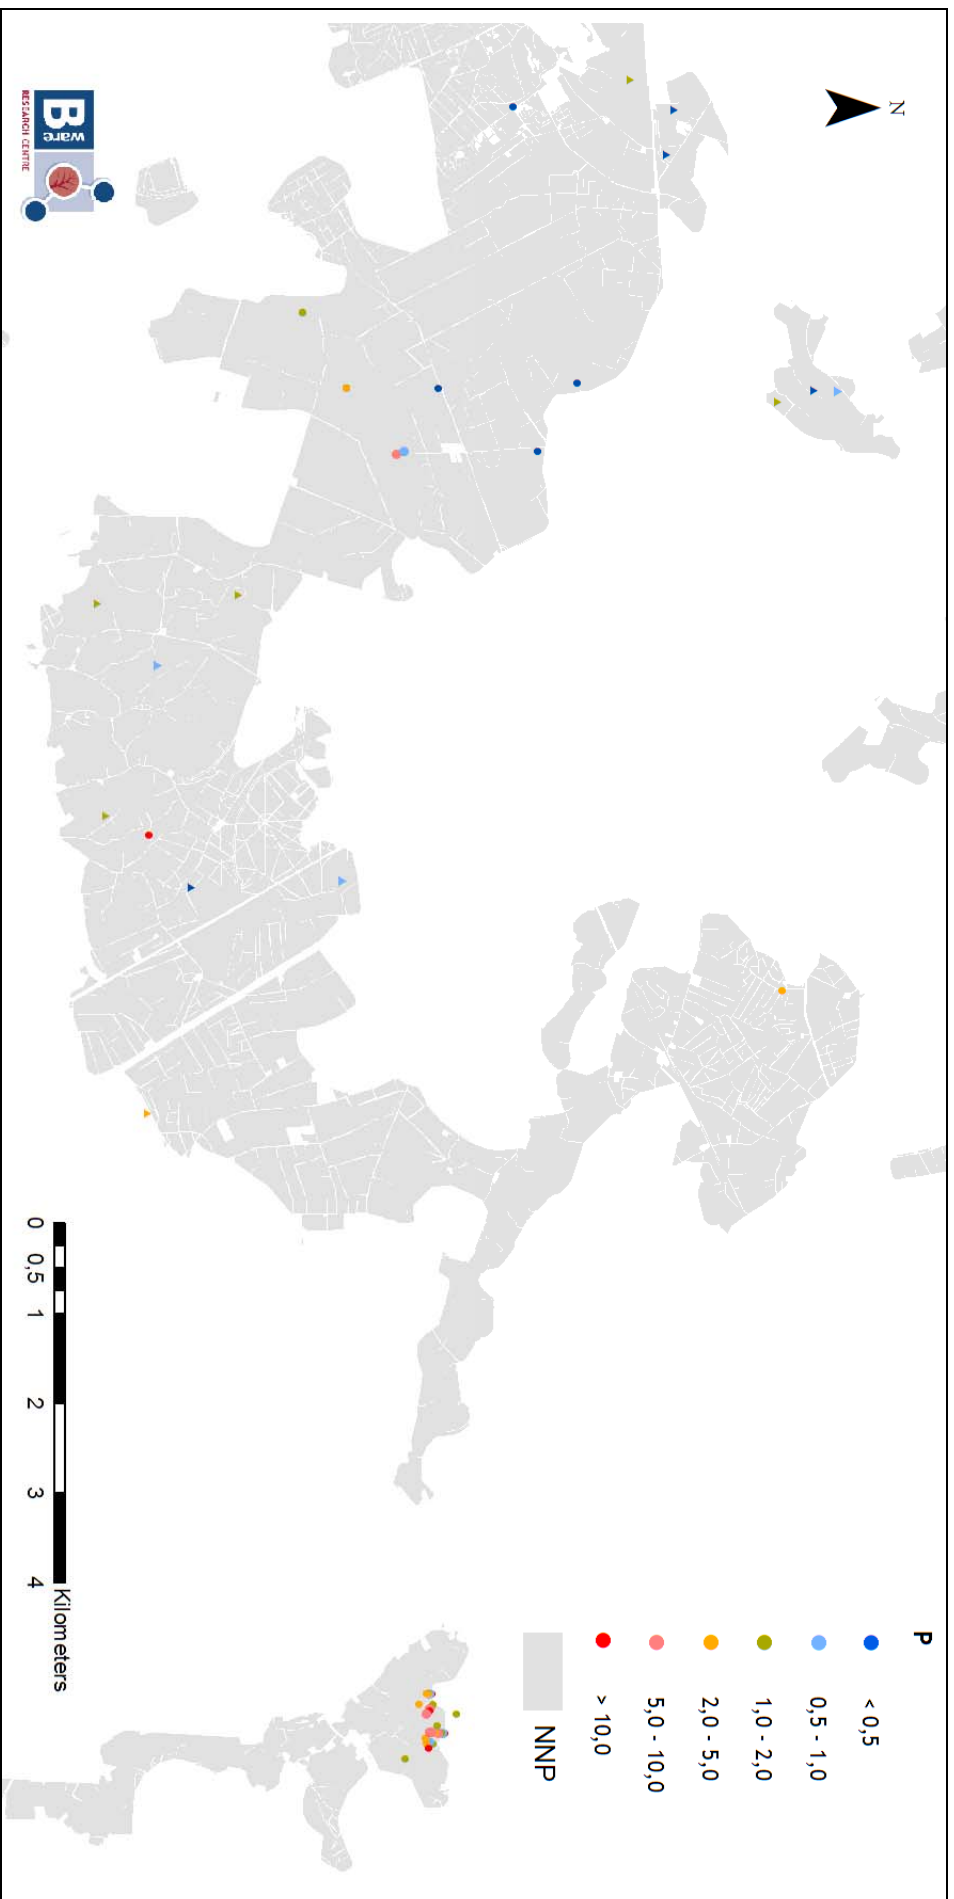 N
B
ware
RESEARCH CENTRE
P
< 0,5
0,5 - 1,0
1,0 - 2,0
2,0 - 5,0
5,0 - 10,0
> 10,0
NNP
0 0,5 1 2 3 4
Kilometers